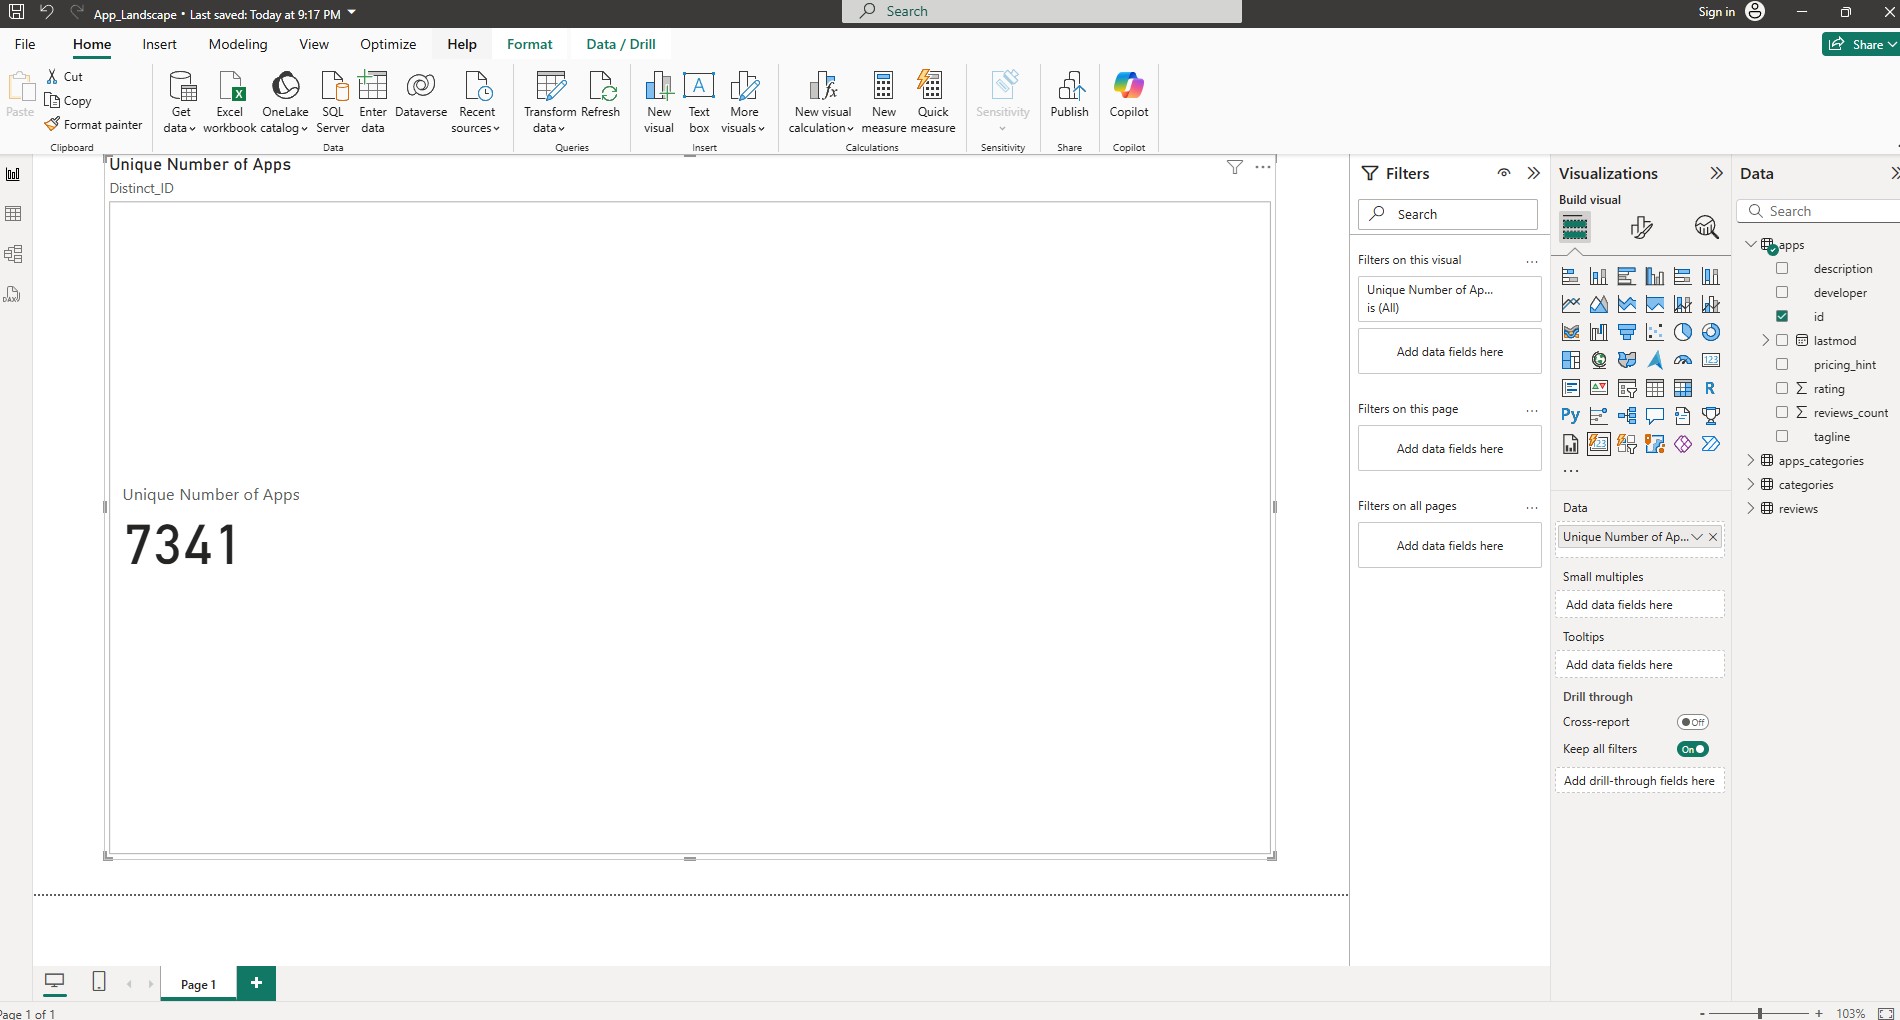 App_Landscape • Last saved: Today at 9:17 PM
Search
Sign in
File
Home
Insert
Modeling
View
Optimize
Help
Format
Data / Drill
Share
Paste
Cut
Copy
Format painter
Clipboard
Get data
Excel workbook
OneLake catalog
SQL Server
Enter data
Dataverse
Recent sources
Data
Transform data
Refresh
Queries
New visual
Text box
More visuals
Insert
New visual calculation
New measure
Quick measure
Calculations
Sensitivity
Sensitivity
Publish
Share
Copilot
Copilot
Unique Number of Apps
Distinct_ID
Unique Number of Apps
7341
Filters
Search
Filters on this visual
Unique Number of Ap...
is (All)
Add data fields here
Filters on this page
Add data fields here
Filters on all pages
Add data fields here
Visualizations
Build visual
123
R
Py
Data
Unique Number of Ap...
Small multiples
Add data fields here
Tooltips
Add data fields here
Drill through
Cross-report
Off
Keep all filters
On
Add drill-through fields here
Data
Search
apps
description
developer
id
lastmod
pricing_hint
rating
reviews_count
tagline
apps_categories
categories
reviews
Page 1
Page 1 of 1
- + 103%